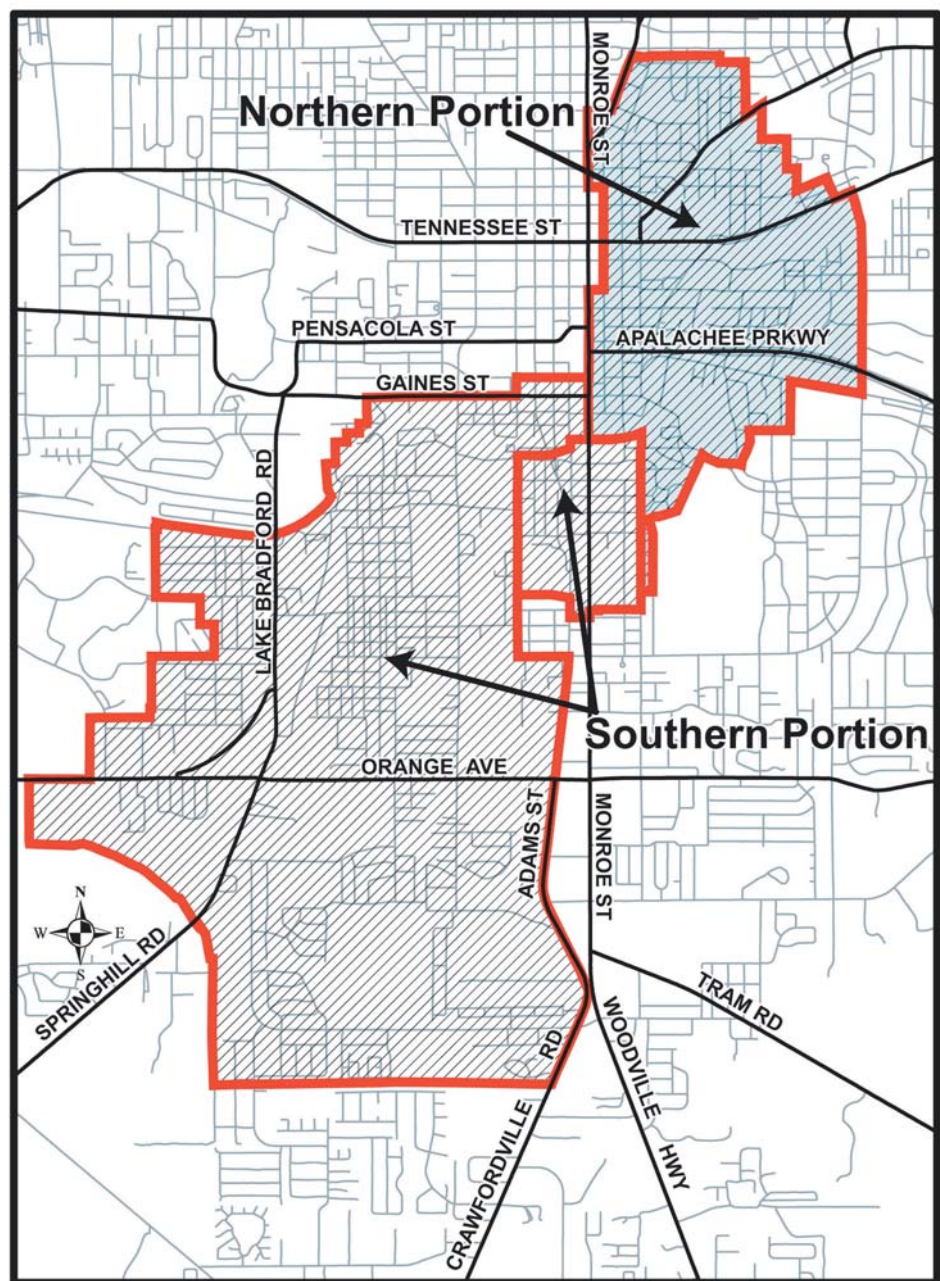 MONROE ST
Northern Portion
TENNESSEE ST
PENSACOLA ST
APALACHEE PRKWY
GAINES ST
LAKE BRADFORD RD
Southern Portion
ORANGE AVE
ADAMS ST
MONROE ST
N
W
E
S
SPRINGHILL RD
TRAM RD
WOODVILLE HWY
CRAWFORDVILLE RD